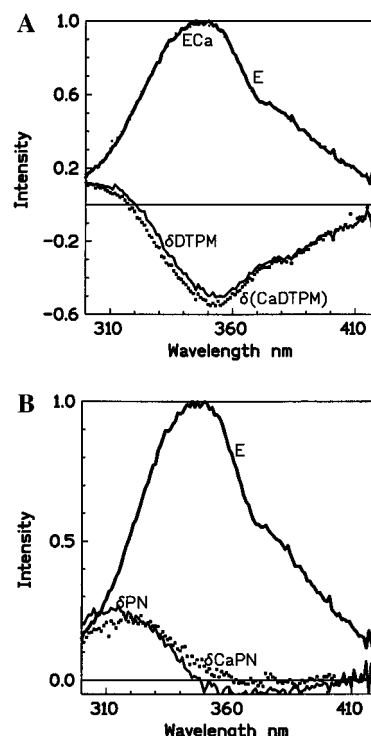 A
1.0
ECa
E
0.6
0.2
Intensity
-0.2
δDTPM
δ(CaDTPM)
-0.6
310 360 410
Wavelength nm
B
1.0
E
0.5
Intensity
δPN
δCaPN
0.0
310 360 410
Wavelength nm